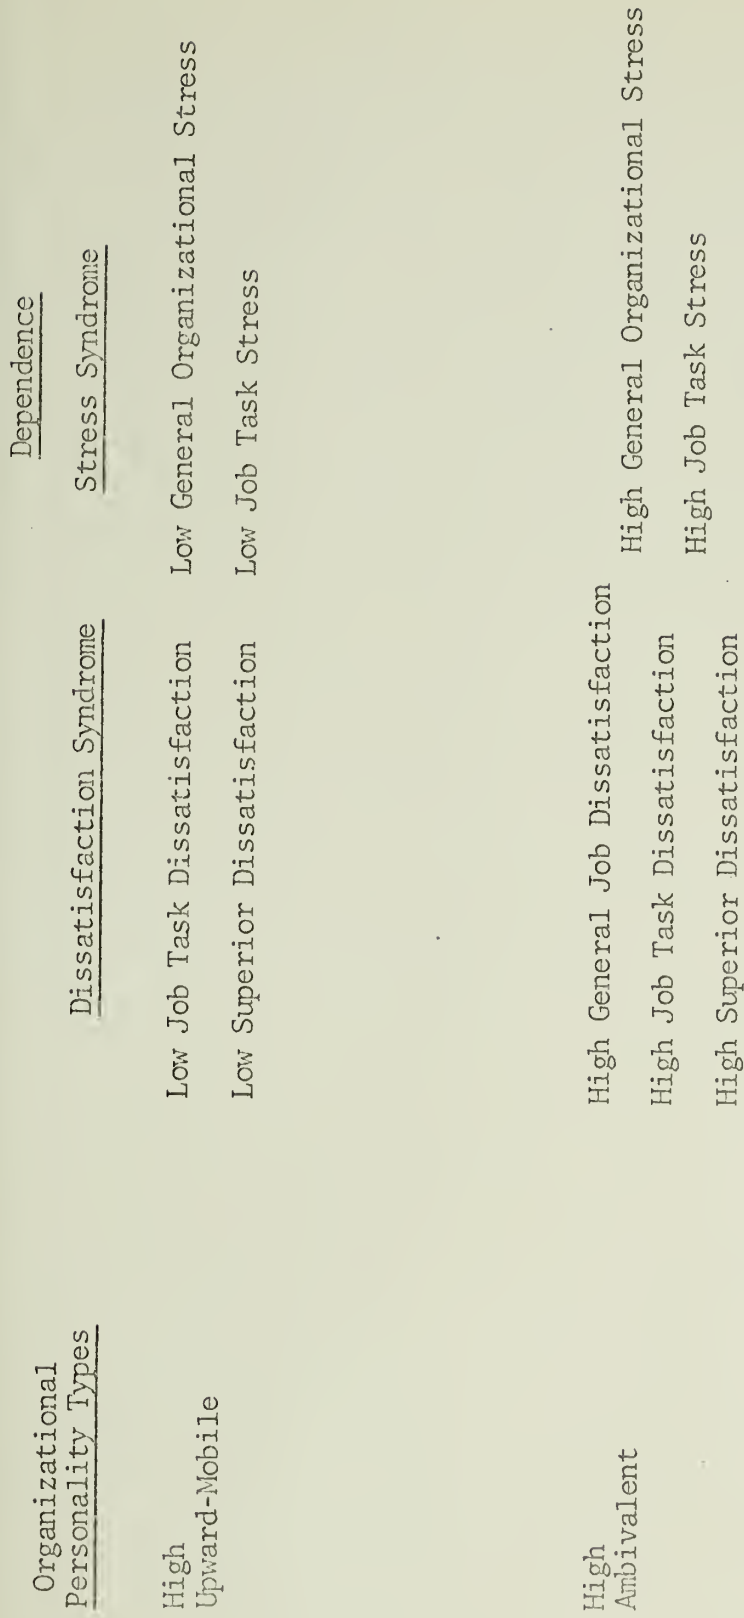 Dependence
Organizational
Personality Types
Dissatisfaction Syndrome
Stress Syndrome
High
Upward-Mobile
Low Job Task Dissatisfaction
Low General Organizational Stress
Low Superior Dissatisfaction
Low Job Task Stress
High
Ambivalent
High General Job Dissatisfaction
High General Organizational Stress
High Job Task Dissatisfaction
High Job Task Stress
High Superior Dissatisfaction